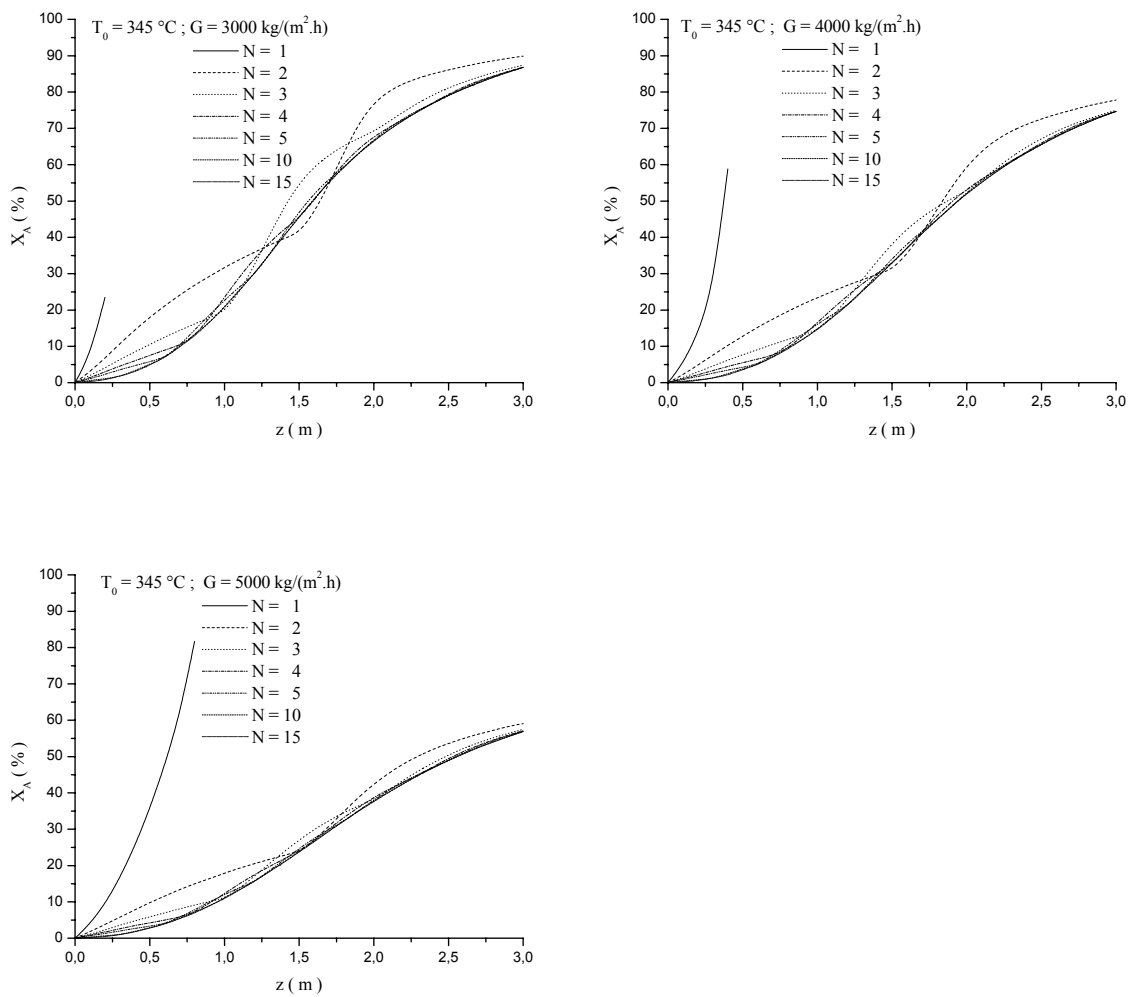 T₀ = 345 °C ; G = 3000 kg/(m².h)
N = 1
N = 2
N = 3
N = 4
N = 5
N = 10
N = 15
100
90
80
70
60
50
40
30
20
10
0
X_A ( % )
0,0 0,5 1,0 1,5 2,0 2,5 3,0
z ( m )
T₀ = 345 °C ; G = 4000 kg/(m².h)
N = 1
N = 2
N = 3
N = 4
N = 5
N = 10
N = 15
100
90
80
70
60
50
40
30
20
10
0
X_A ( % )
0,0 0,5 1,0 1,5 2,0 2,5 3,0
z ( m )
T₀ = 345 °C ; G = 5000 kg/(m².h)
N = 1
N = 2
N = 3
N = 4
N = 5
N = 10
N = 15
100
90
80
70
60
50
40
30
20
10
0
X_A ( % )
0,0 0,5 1,0 1,5 2,0 2,5 3,0
z ( m )